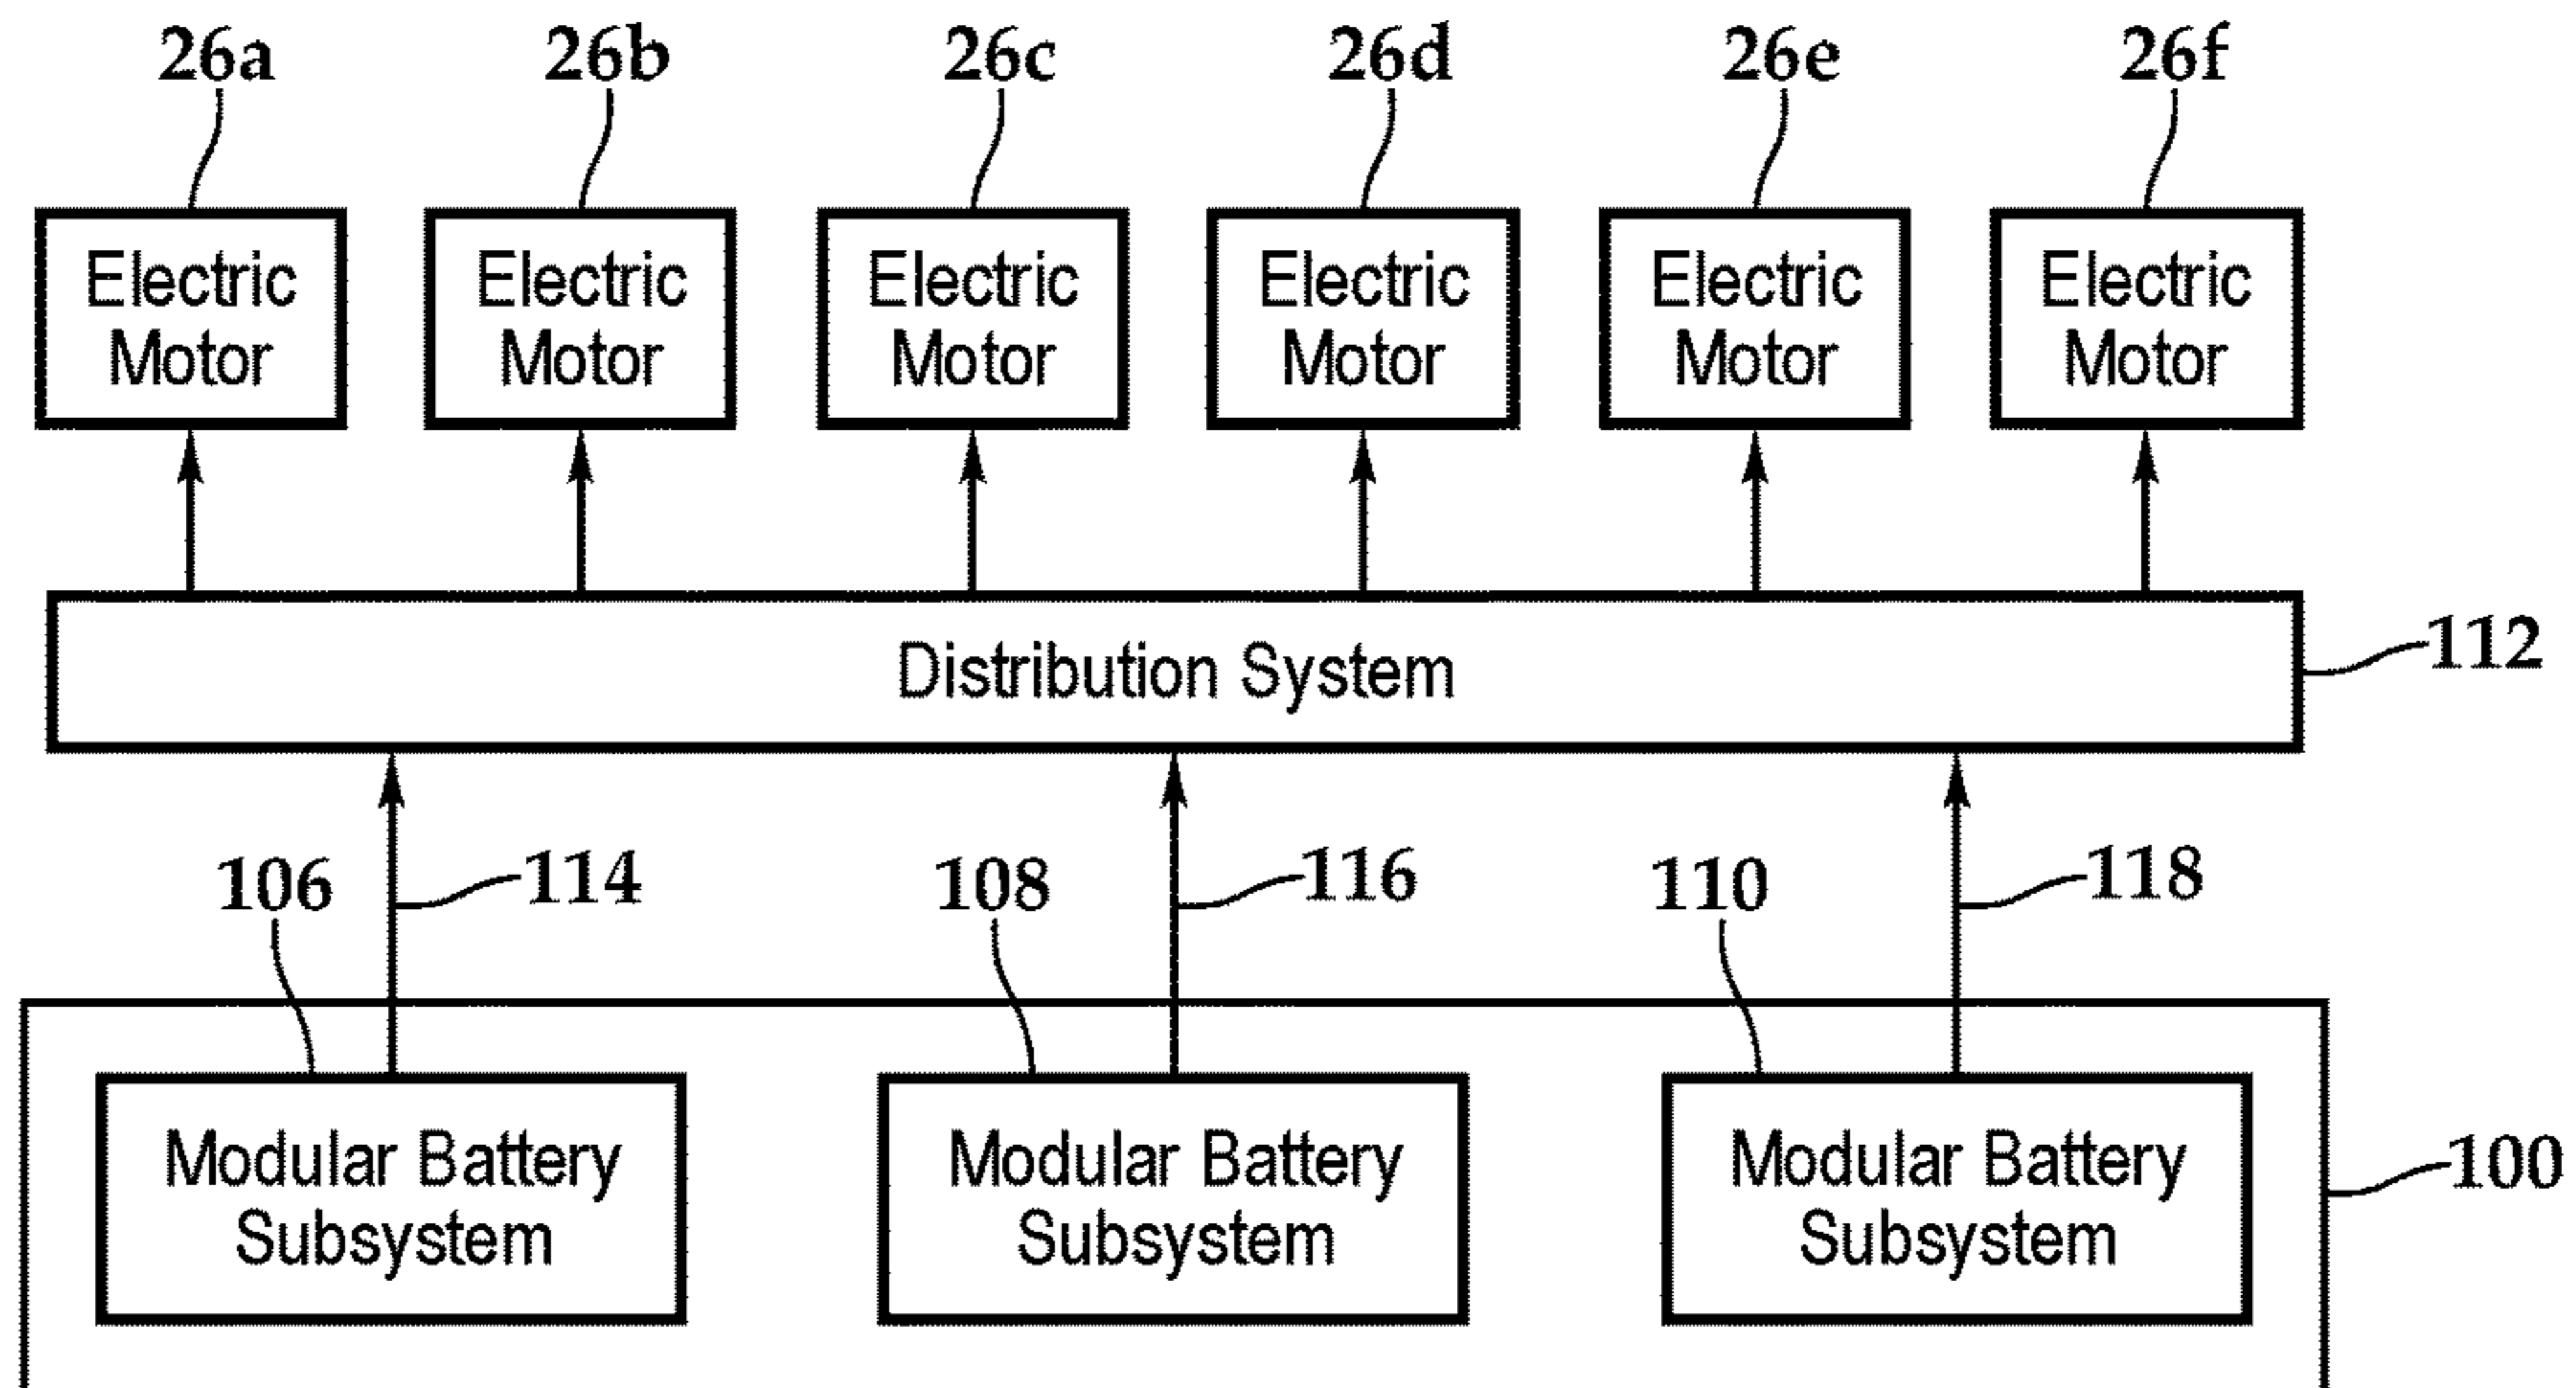 26a 26b 26c 26d 26e 26f
Electric Electric Electric Electric Electric Electric
Motor Motor Motor Motor Motor Motor
Distribution System 112
106 114 108 116 110 118
Modular Battery Modular Battery Modular Battery 100
Subsystem Subsystem Subsystem